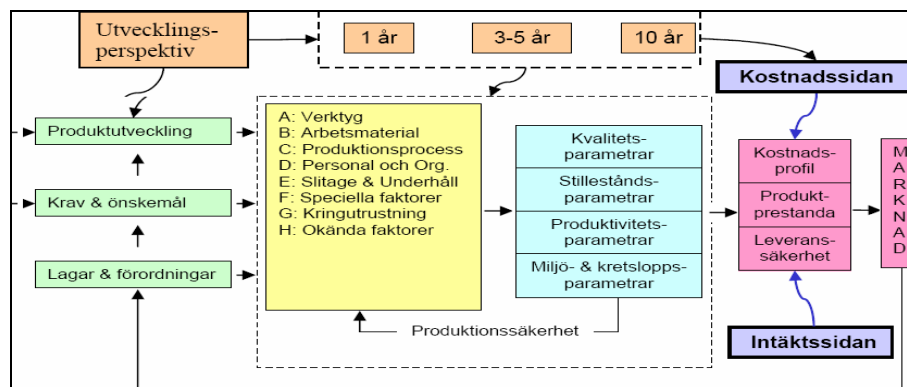 Utvecklings-
perspektiv
1 år
3-5 år
10 år
Kostnadssidan
Produktutveckling
Krav & önskemål
Lagar & förordningar
A: Verktyg
B: Arbetsmaterial
C: Produktionsprocess
D: Personal och Org.
E: Slitage & Underhåll
F: Speciella faktorer
G: Kringutrustning
H: Okända faktorer
Kvalitets-
parametrar
Stillestånds-
parametrar
Produktivitets-
parametrar
Miljö- & kretslopps-
parametrar
Produktionssäkerhet
Kostnads-
profil
Produkt-
prestanda
Leverans-
säkerhet
M
A
R
K
N
A
D
Intäktssidan